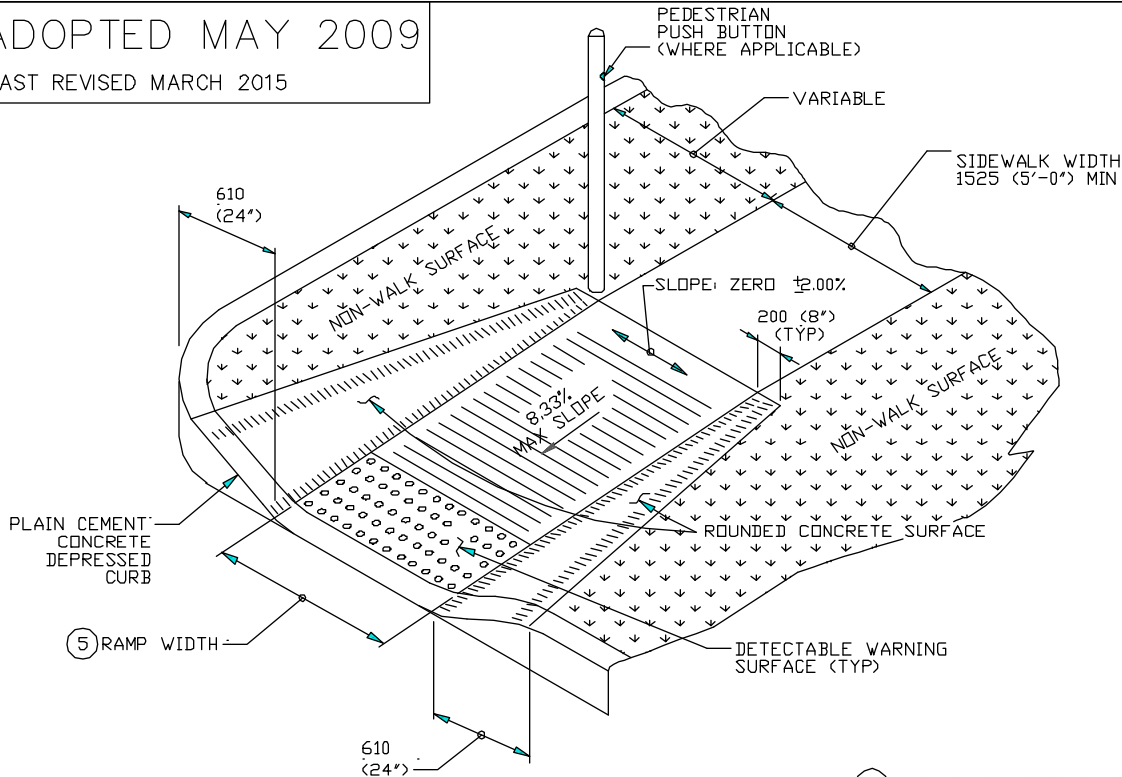 ADOPTED MAY 2009
LAST REVISED MARCH 2015
PEDESTRIAN
PUSH BUTTON
(WHERE APPLICABLE)
VARIABLE
SIDEWALK WIDTH
1525 (5'-0") MIN
610
(24")
NON-WALK SURFACE
SLOPE: ZERO ±2.00%
200 (8")
(TYP)
8.33%
MAX SLOPE
NON-WALK SURFACE
PLAIN CEMENT
CONCRETE
DEPRESSED
CURB
ROUNDED CONCRETE SURFACE
5 RAMP WIDTH
DETECTABLE WARNING
SURFACE (TYP)
610
(24")